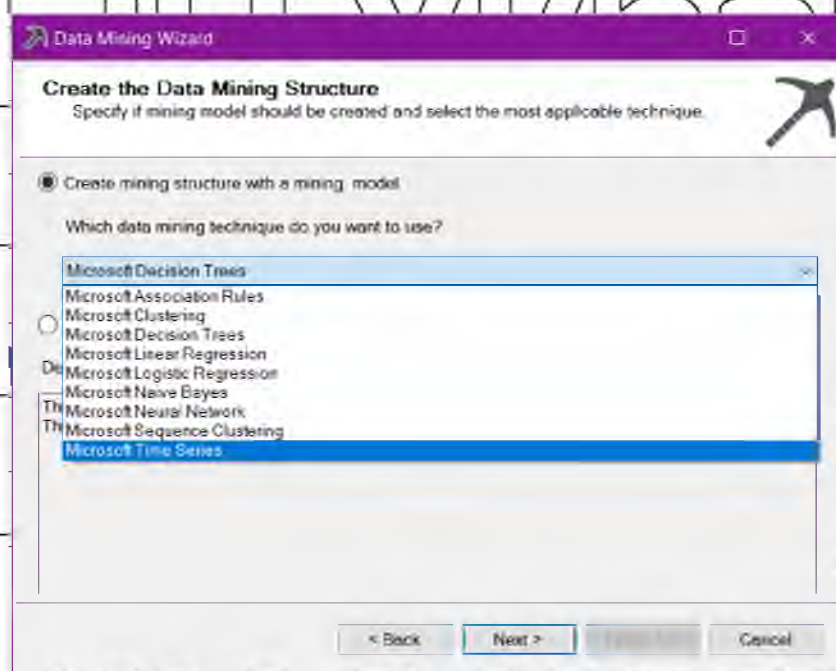 Data Mining Wizard
Create the Data Mining Structure
Specify if mining model should be created and select the most applicable technique.
Create mining structure with a mining model
Which data mining technique do you want to use?
Microsoft Decision Trees
Microsoft Association Rules
Microsoft Clustering
Microsoft Decision Trees
Microsoft Linear Regression
Microsoft Logistic Regression
De
Microsoft Naive Bayes
Th Microsoft Neural Network
Th Microsoft Sequence Clustering
Microsoft Time Series
< Back
Next >
Cancel